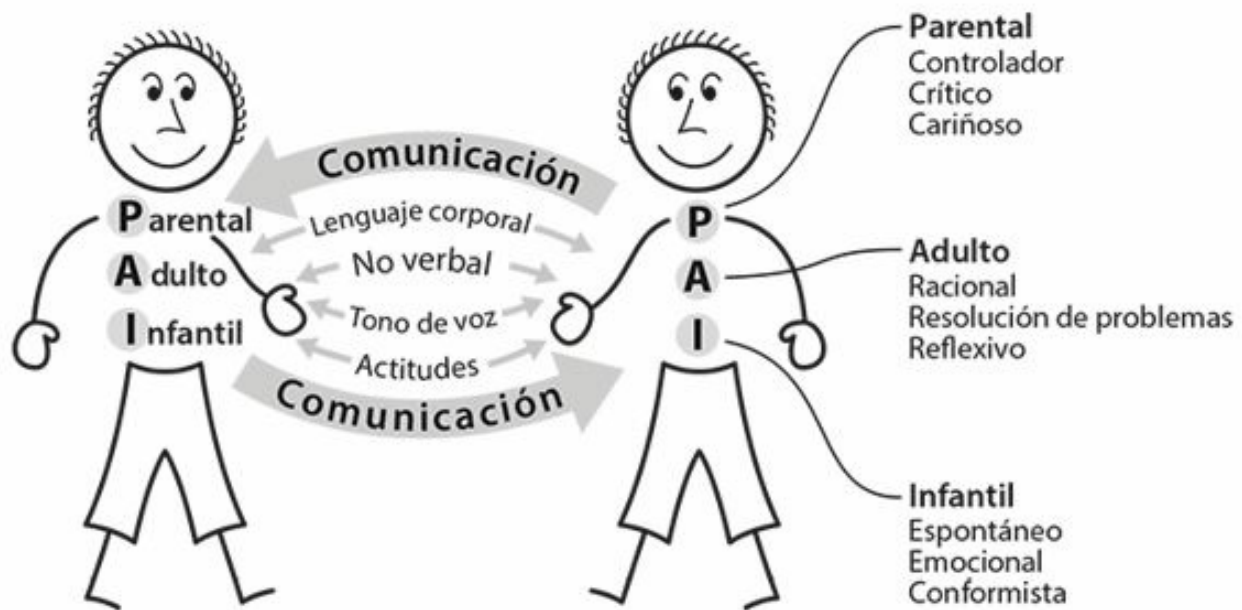 Comunicación
Parental
Adulto
Infantil
Lenguaje corporal
No verbal
Tono de voz
Actitudes
Comunicación
P
A
I
Parental
Controlador
Crítico
Cariñoso
Adulto
Racional
Resolución de problemas
Reflexivo
Infantil
Espontáneo
Emocional
Conformista